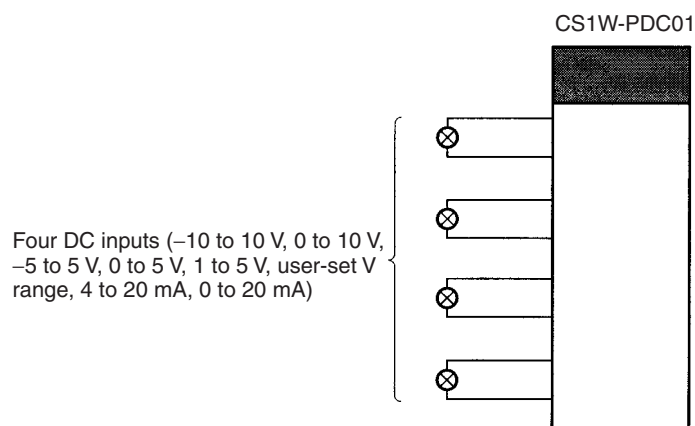 CS1W-PDC01
Four DC inputs (–10 to 10 V, 0 to 10 V,
–5 to 5 V, 0 to 5 V, 1 to 5 V, user-set V
range, 4 to 20 mA, 0 to 20 mA)